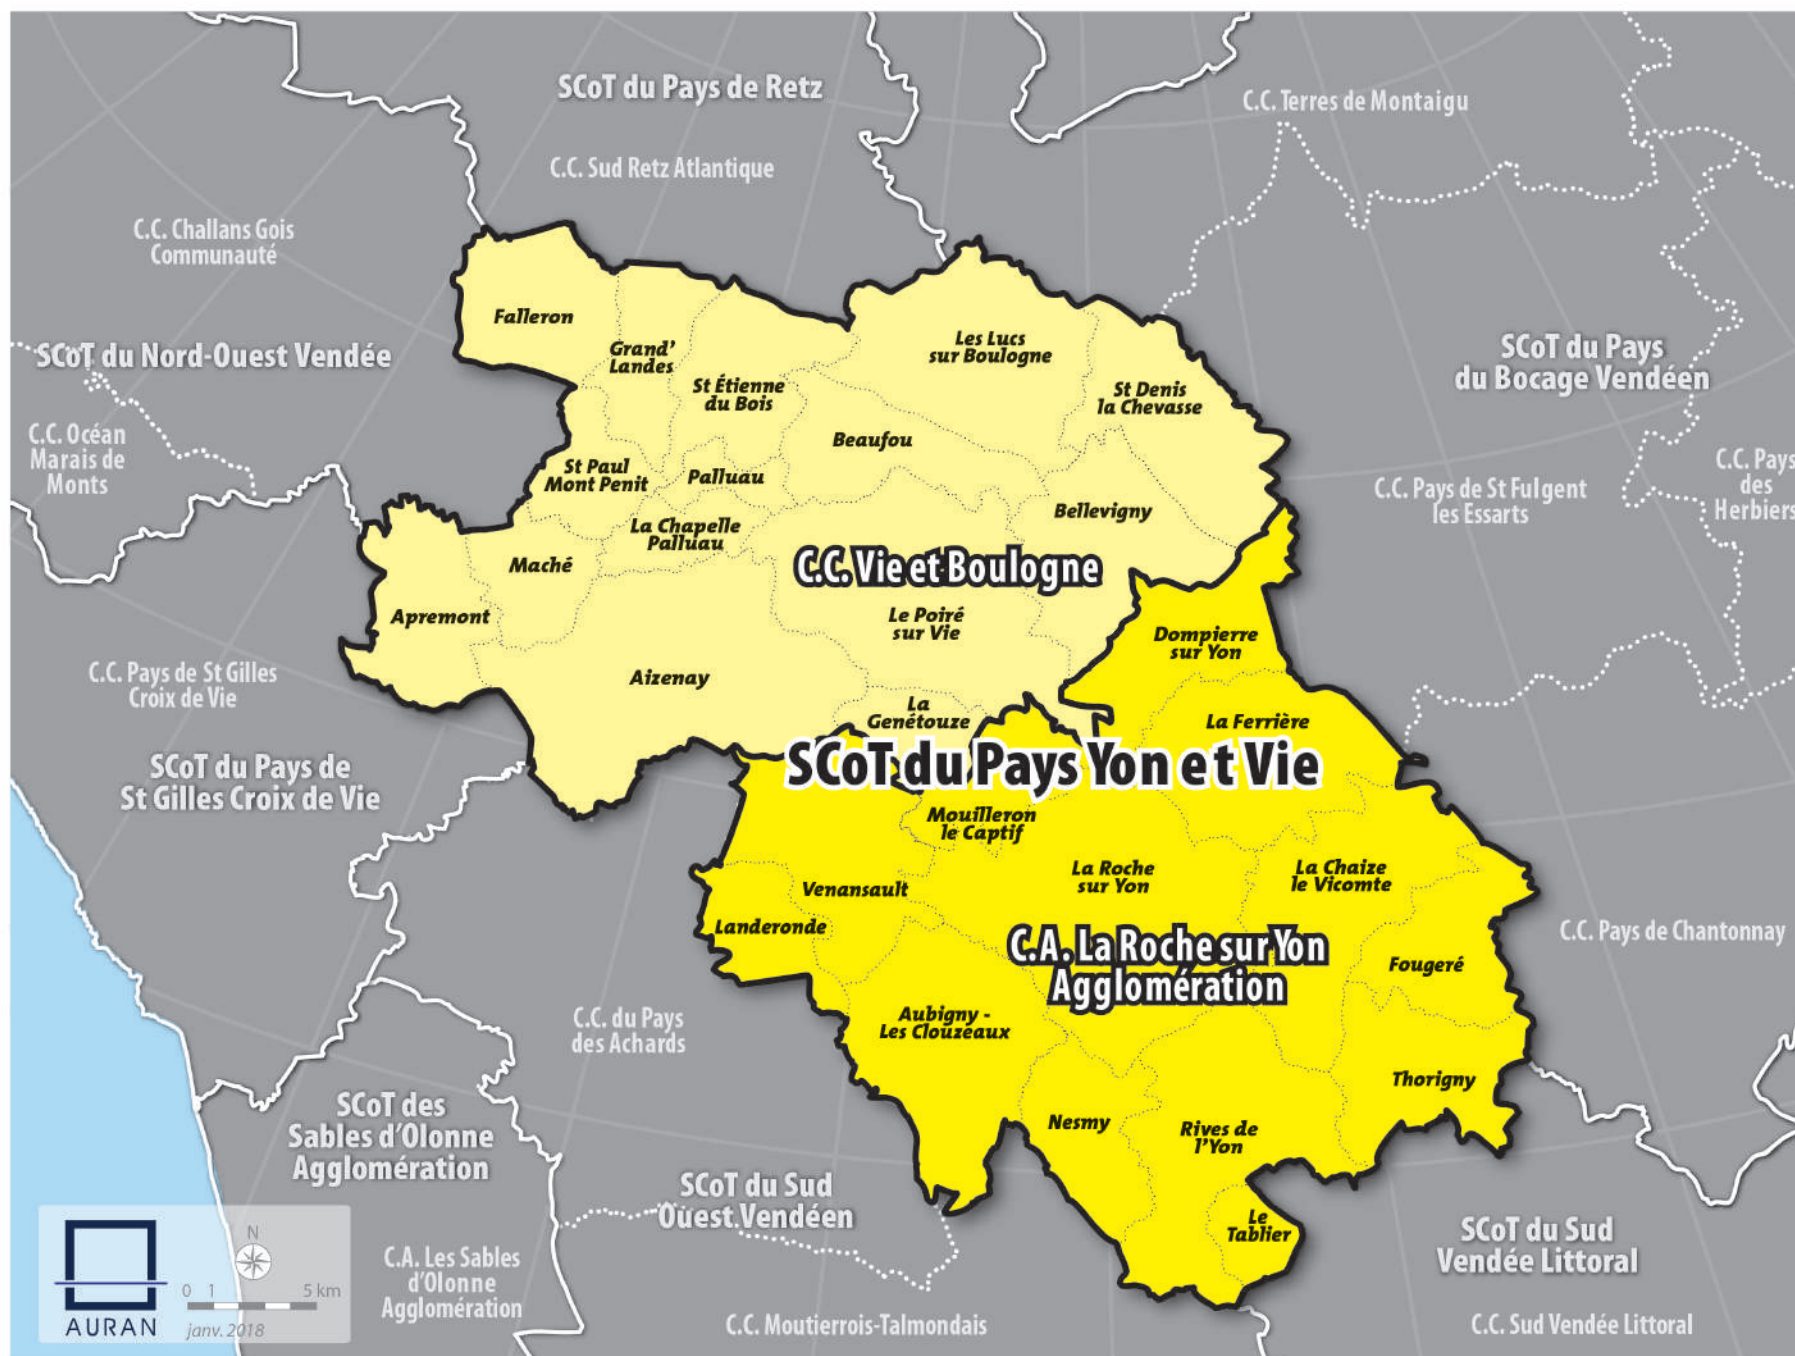 SCoT du Pays de Retz
C.C. Terres de Montaigu
C.C. Sud Retz Atlantique
C.C. Challans Gois
Communauté
Falleron
SCoT du Nord-Ouest Vendée
Grand'
Landes
Les Lucs
sur Boulogne
SCoT du Pays
du Bocage Vendéen
St Étienne
du Bois
St Denis
la Chevasse
Beaufou
C.C. Océan
Marais de
Monts
St Paul
Mont Penit
Palluau
C.C. Pays
des
Herbiers
C.C. Pays de St Fulgent
les Essarts
Bellevigny
La Chapelle
Palluau
Maché
C.C. Vie et Boulogne
Apremont
Le Poiré
sur Vie
Dompierre
sur Yon
Aizenay
C.C. Pays de St Gilles
Croix de Vie
La
Genétouze
La Ferrière
SCoT du Pays Yon et Vie
SCoT du Pays de
St Gilles Croix de Vie
Mouilleron
le Captif
La Roche
sur Yon
La Chaize
le Vicomte
Venansault
Landeronde
C.C. Pays de Chantonnay
C.A. La Roche sur Yon
Agglomération
Fougeré
Aubigny -
Les Clouzeaux
C.C. du Pays
des Achards
Thorigny
SCoT des
Sables d'Olonne
Agglomération
Nesmy
Rives de
l'Yon
SCoT du Sud
Ouest Vendéen
Le
Tablier
SCoT du Sud
Vendée Littoral
C.A. Les Sables
d'Olonne
Agglomération
C.C. Moutierrois-Talmondais
C.C. Sud Vendée Littoral
N
0 1 5 km
AURAN
janv. 2018